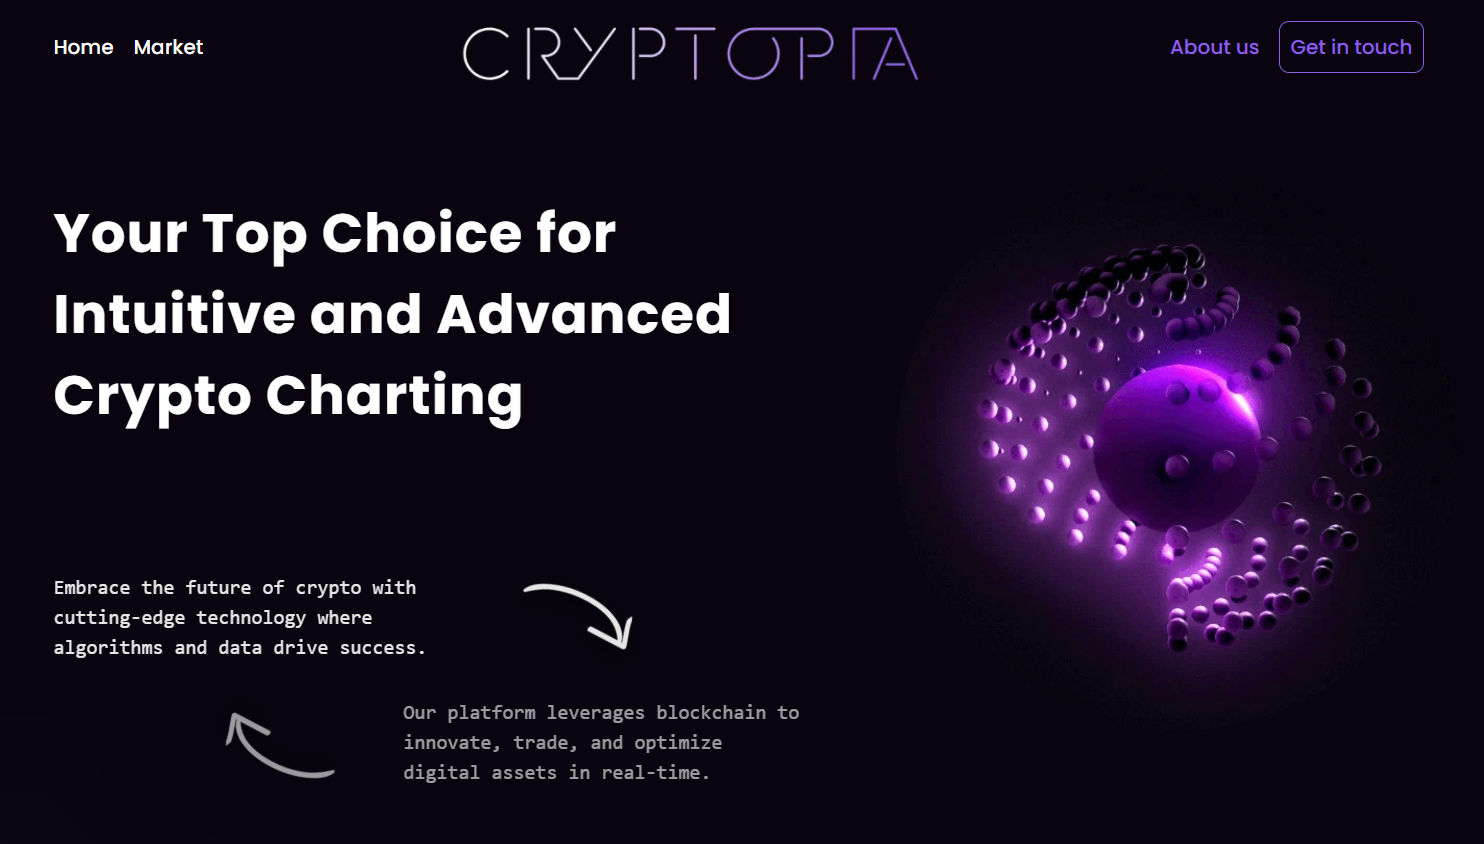 Home Market CRYPTOPIA About us Get in touch
Your Top Choice for
Intuitive and Advanced
Crypto Charting
Embrace the future of crypto with
cutting-edge technology where
algorithms and data drive success.
Our platform leverages blockchain to
innovate, trade, and optimize
digital assets in real-time.